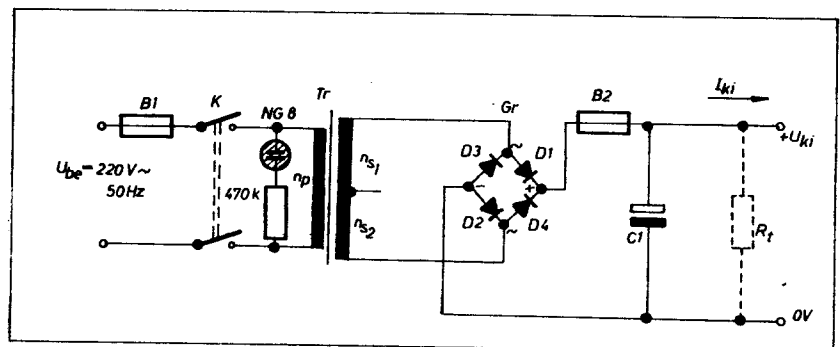 B1
K
NG 8
Tr
Gr
B2
I_ki
+U_ki
U_be = 220 V ~
50 Hz
470 k
n_p
n_s1
n_s2
~
D3
D1
−
+
D2
D4
~
C1
R_t
0V